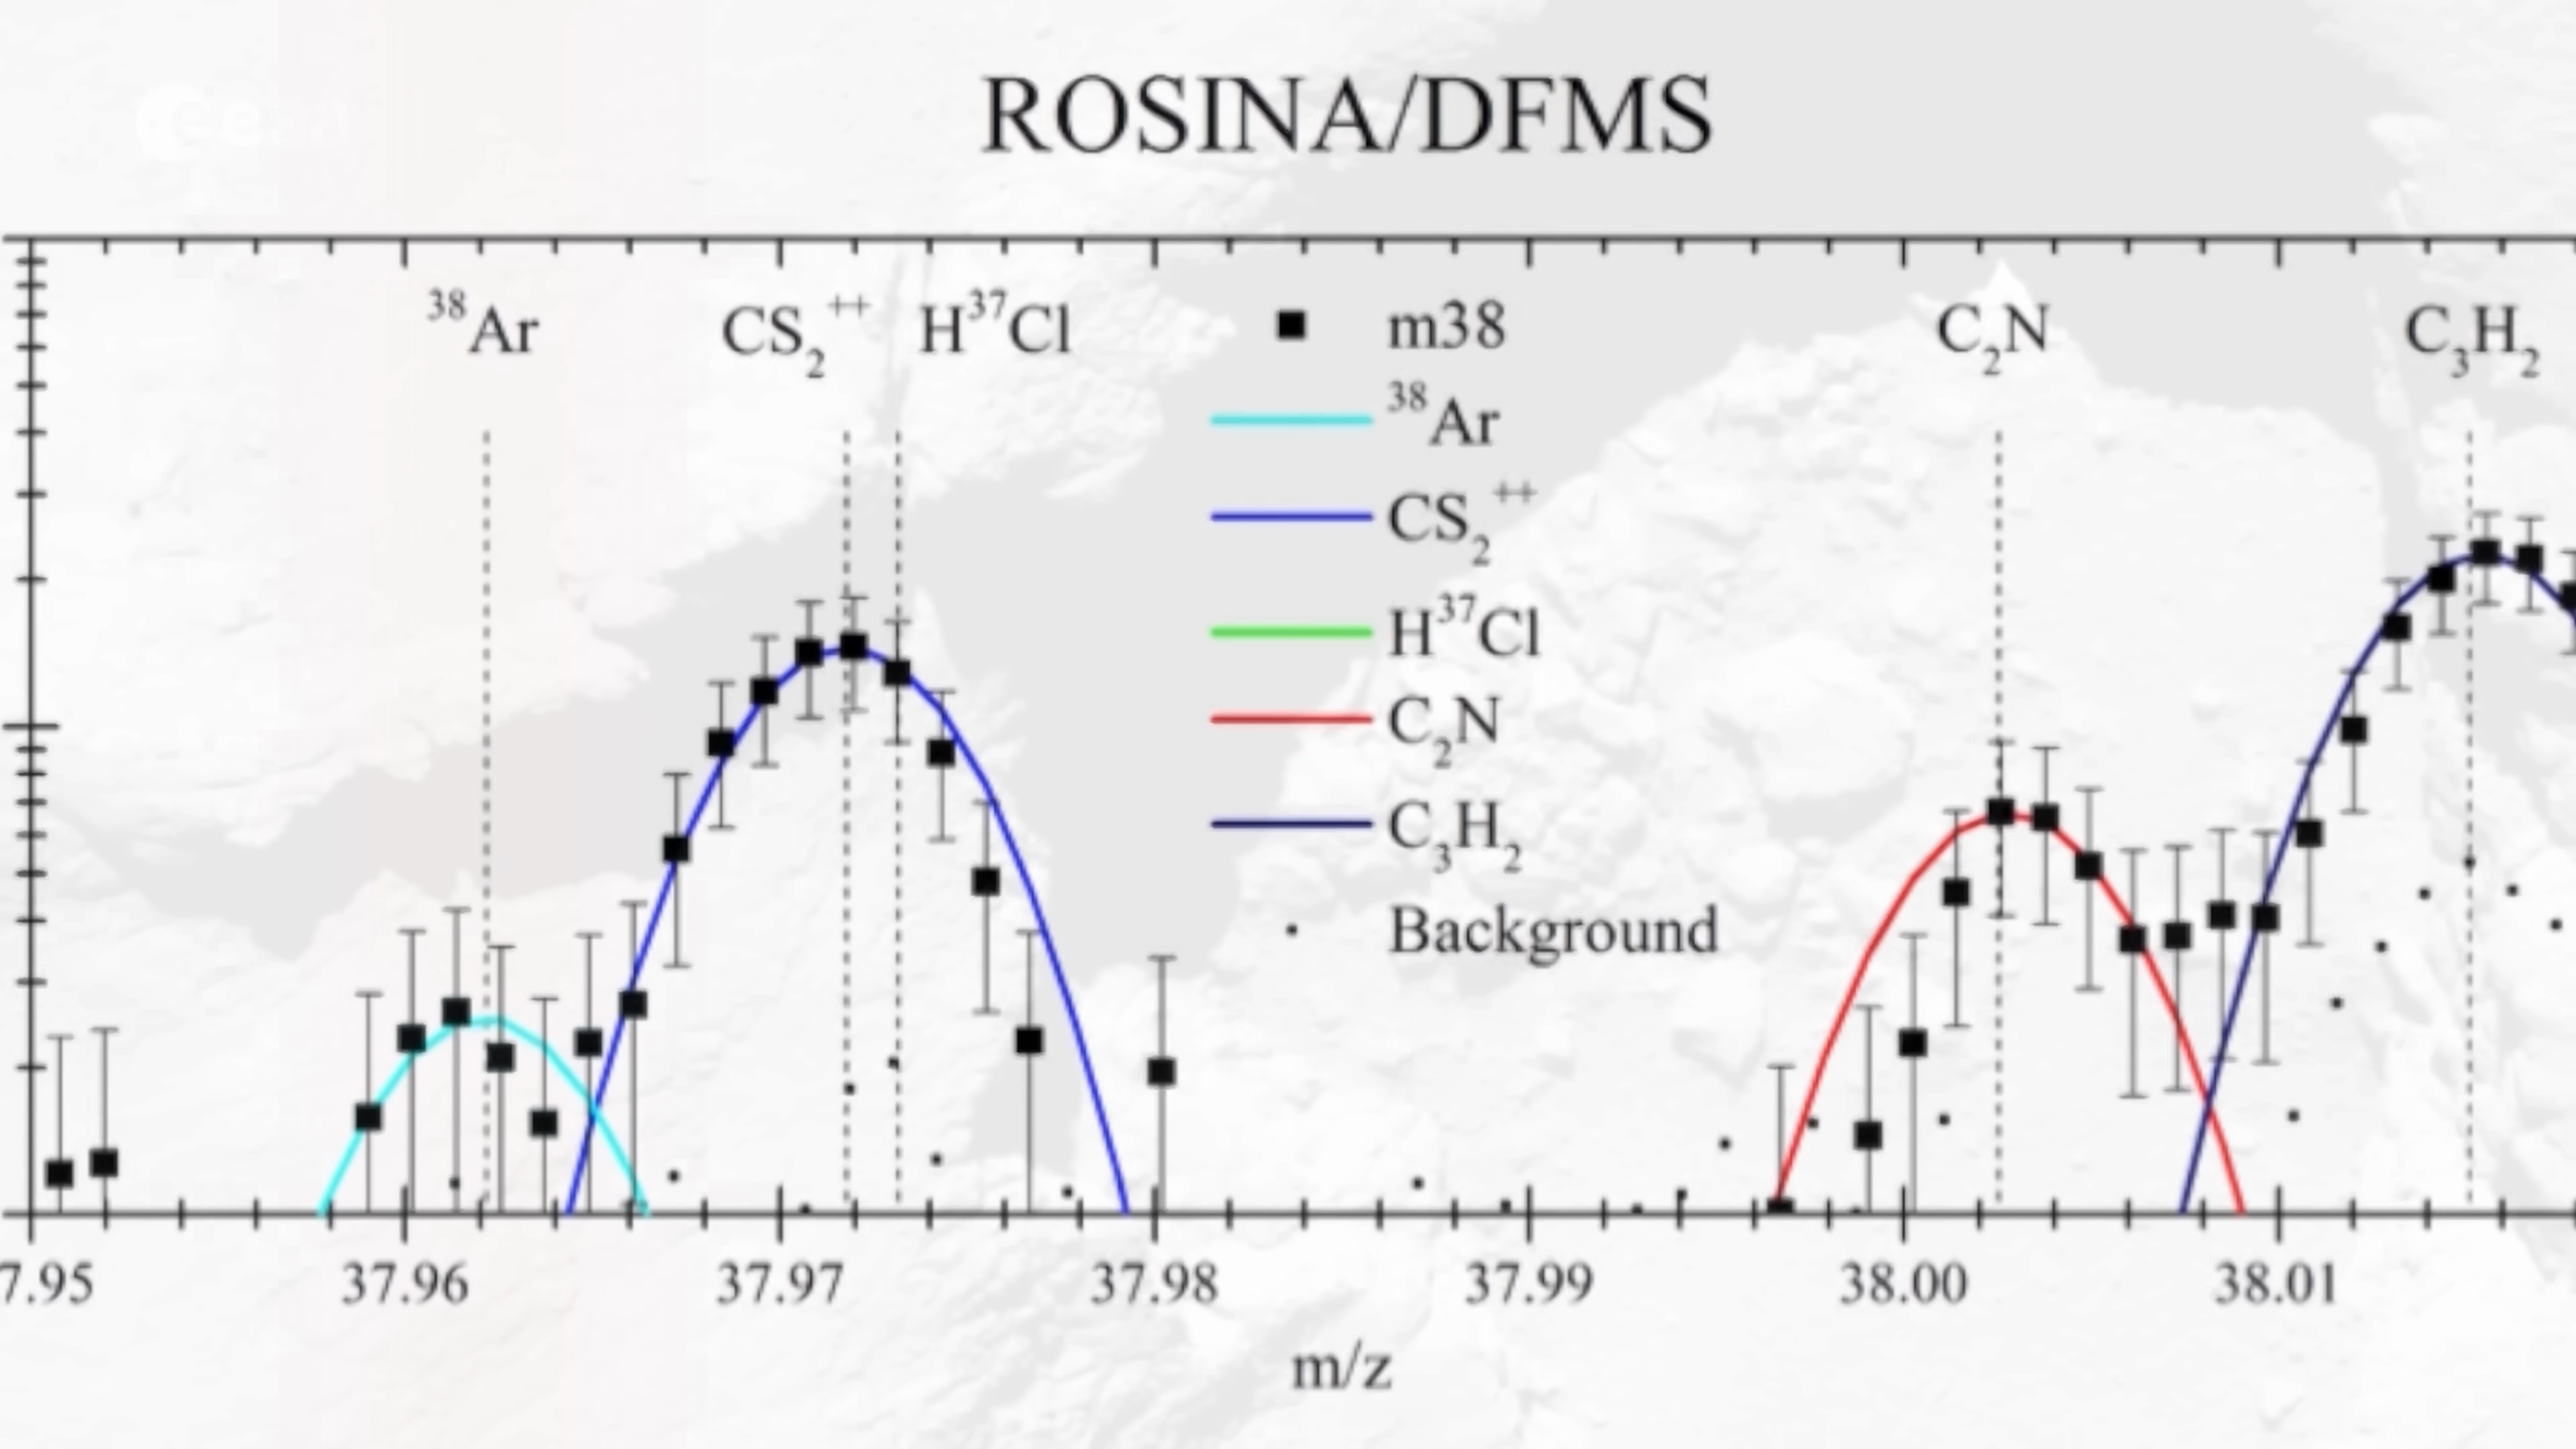 ROSINA/DFMS
³⁸Ar CS₂⁺⁺ H³⁷Cl C₂N C₃H₂
m38
³⁸Ar
CS₂⁺⁺
H³⁷Cl
C₂N
C₃H₂
Background
7.95 37.96 37.97 37.98 37.99 38.00 38.01
m/z